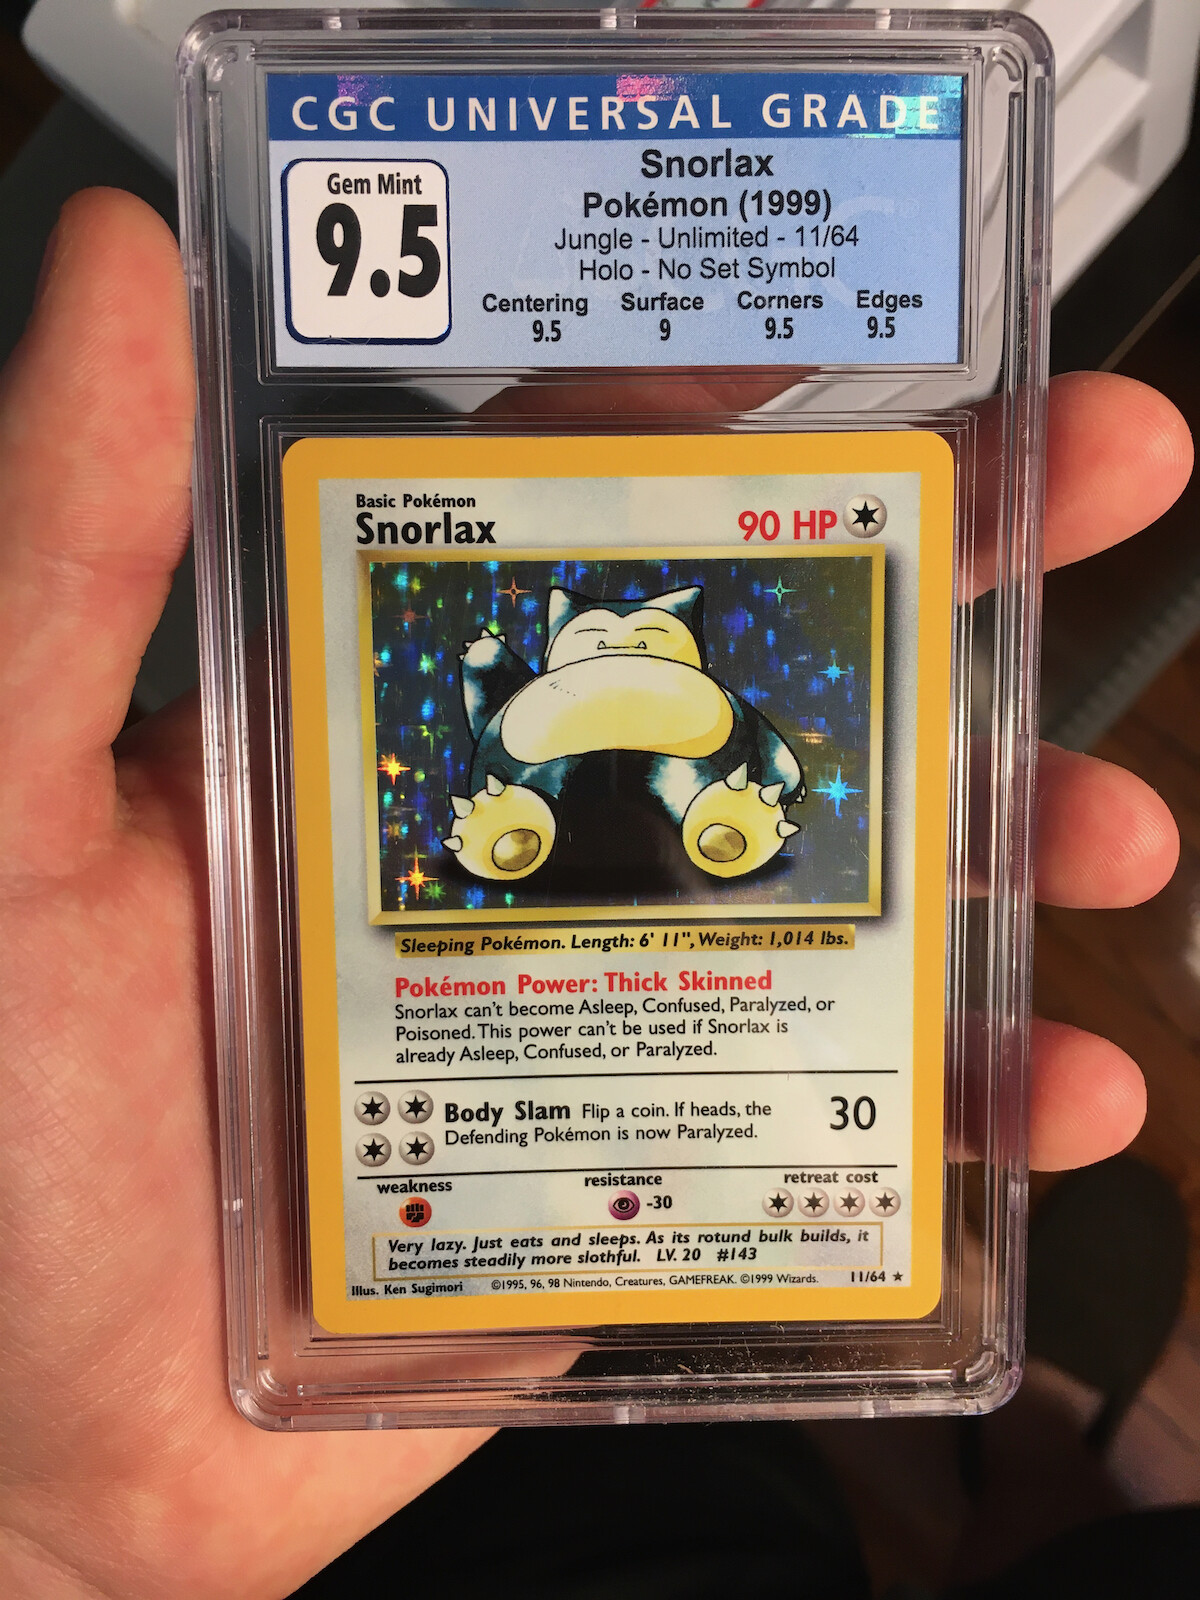 CGC UNIVERSAL GRADE
Gem Mint
9.5
Snorlax
Pokémon (1999)
Jungle - Unlimited - 11/64
Holo - No Set Symbol
Centering Surface Corners Edges
9.5 9 9.5 9.5
Basic Pokémon
Snorlax 90 HP
Sleeping Pokémon. Length: 6' 11", Weight: 1,014 lbs.
Pokémon Power: Thick Skinned
Snorlax can't become Asleep, Confused, Paralyzed, or
Poisoned. This power can't be used if Snorlax is
already Asleep, Confused, or Paralyzed.
Body Slam Flip a coin. If heads, the
Defending Pokémon is now Paralyzed.
30
weakness resistance retreat cost
-30
Very lazy. Just eats and sleeps. As its rotund bulk builds, it
becomes steadily more slothful. LV. 20 #143
Illus. Ken Sugimori ©1995, 96, 98 Nintendo, Creatures, GAMEFREAK. ©1999 Wizards. 11/64 ★